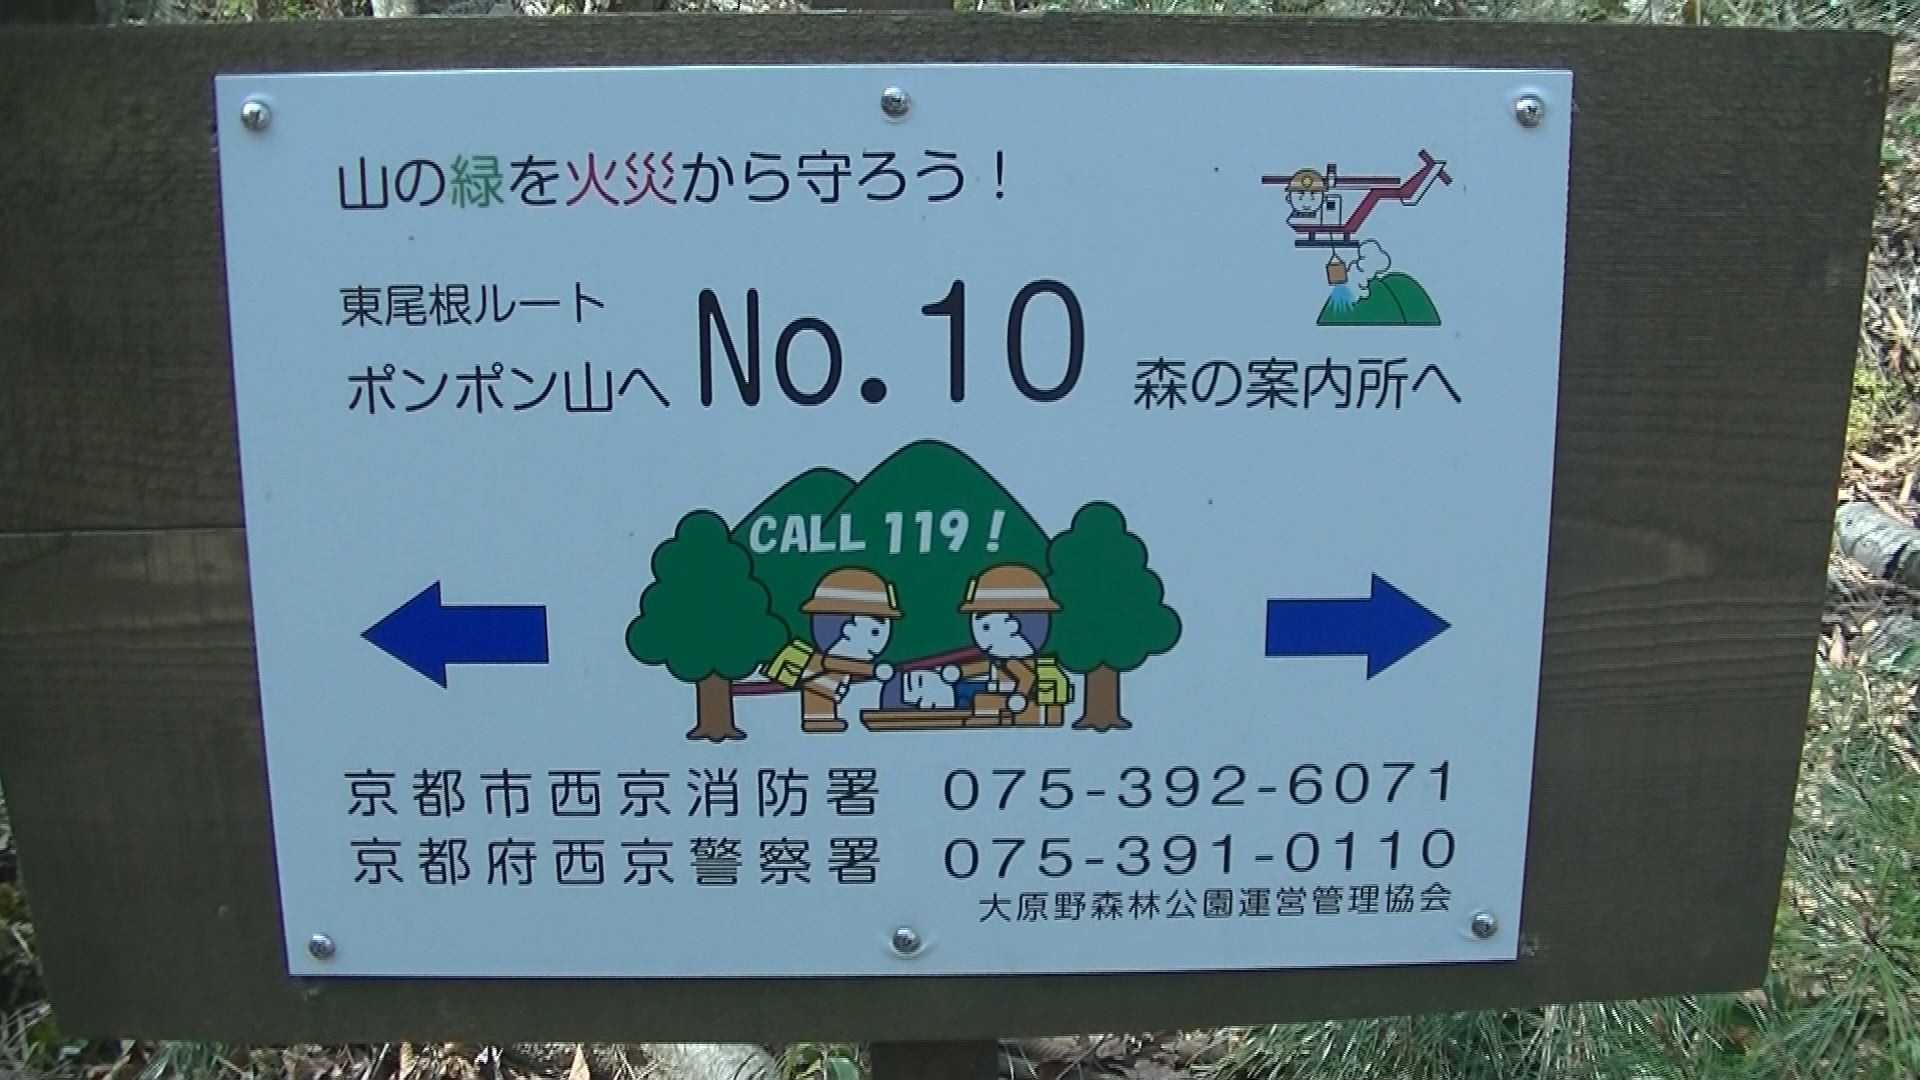 山の緑を火災から守ろう！
東尾根ルート
ポンポン山へ No.10 森の案内所へ
CALL 119！
京都市西京消防署 075-392-6071
京都府西京警察署 075-391-0110
大原野森林公園運営管理協会